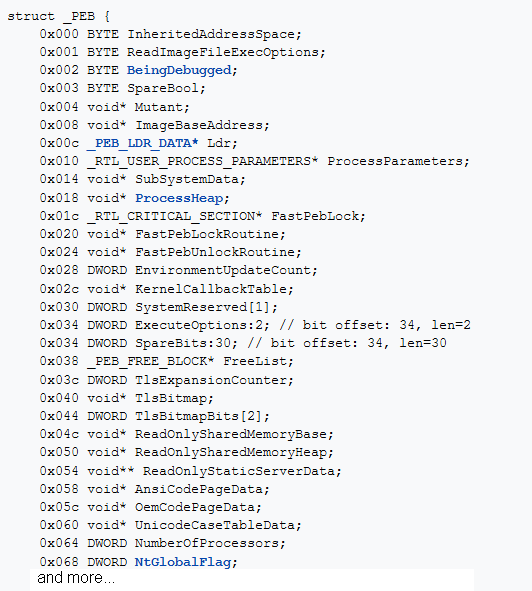 struct _PEB {
0x000 BYTE InheritedAddressSpace;
0x001 BYTE ReadImageFileExecOptions;
0x002 BYTE BeingDebugged;
0x003 BYTE SpareBool;
0x004 void* Mutant;
0x008 void* ImageBaseAddress;
0x00c _PEB_LDR_DATA* Ldr;
0x010 _RTL_USER_PROCESS_PARAMETERS* ProcessParameters;
0x014 void* SubSystemData;
0x018 void* ProcessHeap;
0x01c _RTL_CRITICAL_SECTION* FastPebLock;
0x020 void* FastPebLockRoutine;
0x024 void* FastPebUnlockRoutine;
0x028 DWORD EnvironmentUpdateCount;
0x02c void* KernelCallbackTable;
0x030 DWORD SystemReserved[1];
0x034 DWORD ExecuteOptions:2; // bit offset: 34, len=2
0x034 DWORD SpareBits:30; // bit offset: 34, len=30
0x038 _PEB_FREE_BLOCK* FreeList;
0x03c DWORD TlsExpansionCounter;
0x040 void* TlsBitmap;
0x044 DWORD TlsBitmapBits[2];
0x04c void* ReadOnlySharedMemoryBase;
0x050 void* ReadOnlySharedMemoryHeap;
0x054 void** ReadOnlyStaticServerData;
0x058 void* AnsiCodePageData;
0x05c void* OemCodePageData;
0x060 void* UnicodeCaseTableData;
0x064 DWORD NumberOfProcessors;
0x068 DWORD NtGlobalFlag;
and more...